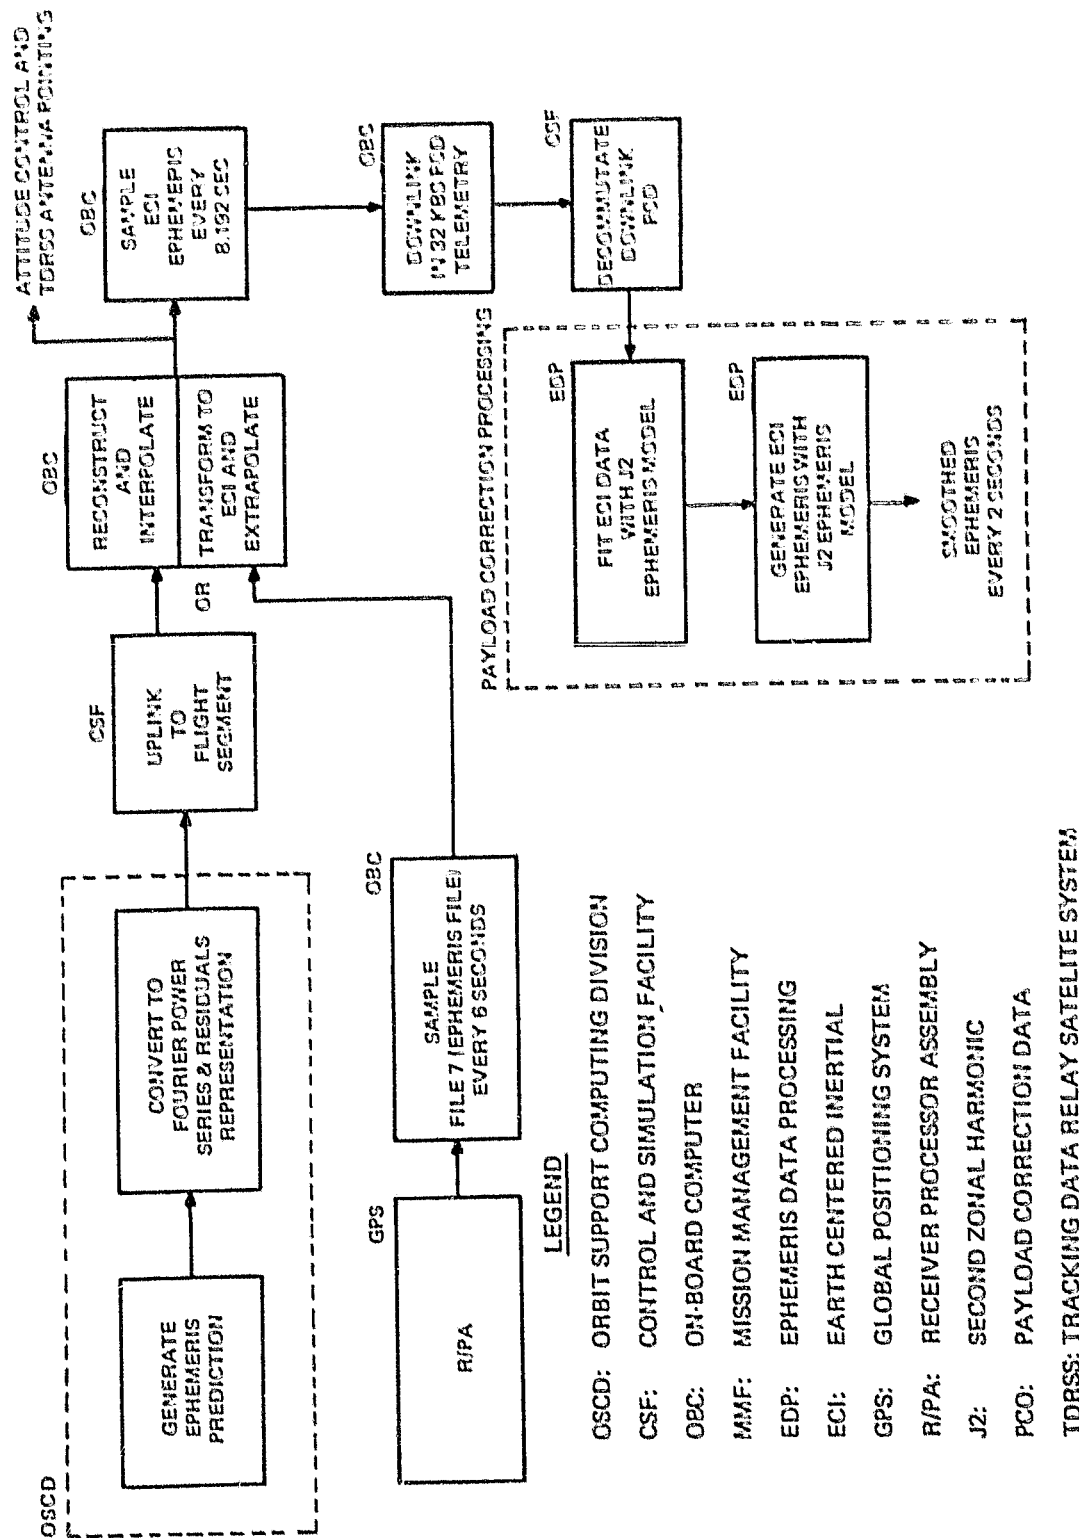 OSCD
GENERATE
EPHEMERIS
PREDICTION
CONVERT TO
FOURIER POWER
SERIES & RESIDUALS
REPRESENTATION
CSF
UPLINK
TO
FLIGHT
SEGMENT
OBC
RECONSTRUCT
AND
INTERPOLATE
OR
TRANSFORM TO
ECI AND
EXTRAPOLATE
ATTITUDE CONTROL AND
TDRSS ANTENNA POINTING
OBC
SAMPLE
ECI
EPHEMERIS
EVERY
8.192 SEC
GPS
R/PA
OBC
SAMPLE
FILE 7 (EPHEMERIS FILE)
EVERY 6 SECONDS
OBC
DOWNLINK
IN 32 KBS PCD
TELEMETRY
CSF
DECOMMUTATE
DOWNLINK
PCD
PAYLOAD CORRECTION PROCESSING
EDP
FIT ECI DATA
WITH J2
EPHEMERIS MODEL
EDP
GENERATE ECI
EPHEMERIS WITH
J2 EPHEMERIS
MODEL
SMOOTHED
EPHEMERIS
EVERY 2 SECONDS
LEGEND
OSCD: ORBIT SUPPORT COMPUTING DIVISION
CSF: CONTROL AND SIMULATION FACILITY
OBC: ON-BOARD COMPUTER
MMF: MISSION MANAGEMENT FACILITY
EDP: EPHEMERIS DATA PROCESSING
ECI: EARTH CENTERED INERTIAL
GPS: GLOBAL POSITIONING SYSTEM
R/PA: RECEIVER PROCESSOR ASSEMBLY
J2: SECOND ZONAL HARMONIC
PCD: PAYLOAD CORRECTION DATA
TDRSS: TRACKING DATA RELAY SATELITE SYSTEM